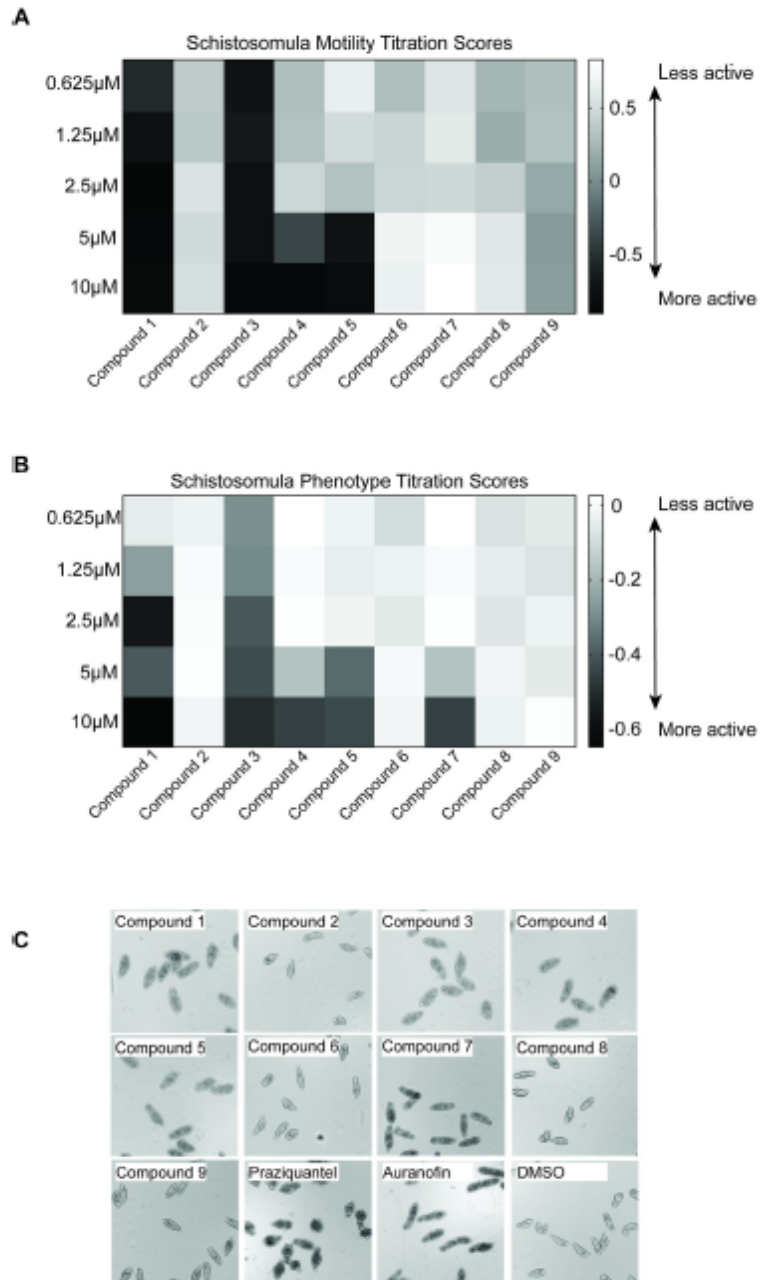 A
Schistosomula Motility Titration Scores
0.625µM
1.25µM
2.5µM
5µM
10µM
0.5
0
-0.5
Less active
More active
Compound 1
Compound 2
Compound 3
Compound 4
Compound 5
Compound 6
Compound 7
Compound 8
Compound 9
B
Schistosomula Phenotype Titration Scores
0.625µM
1.25µM
2.5µM
5µM
10µM
0
-0.2
-0.4
-0.6
Less active
More active
Compound 1
Compound 2
Compound 3
Compound 4
Compound 5
Compound 6
Compound 7
Compound 8
Compound 9
C
Compound 1
Compound 2
Compound 3
Compound 4
Compound 5
Compound 6
Compound 7
Compound 8
Compound 9
Praziquantel
Auranofin
DMSO